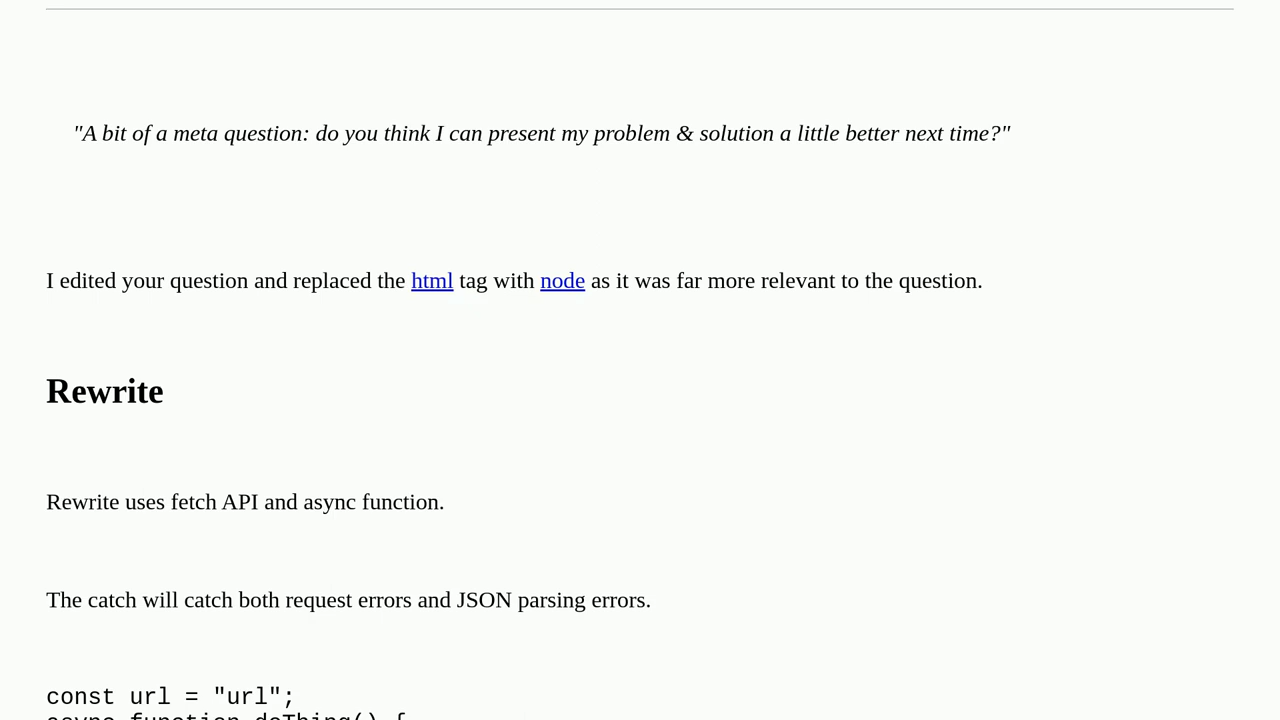 "A bit of a meta question: do you think I can present my problem & solution a little better next time?"
I edited your question and replaced the html tag with node as it was far more relevant to the question.
Rewrite
Rewrite uses fetch API and async function.
The catch will catch both request errors and JSON parsing errors.
const url = "url";
async function doThing() {